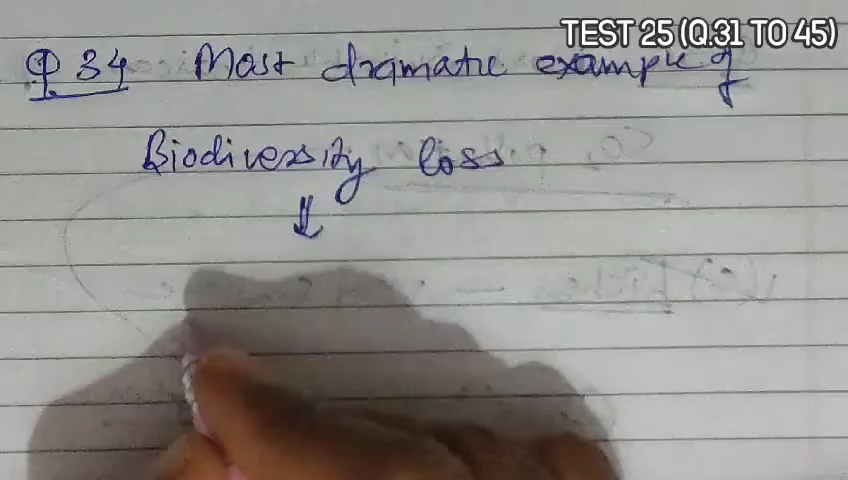 TEST 25 (Q.31 TO 45)
Q 34 Most dramatic example of
Biodiversity loss
↓